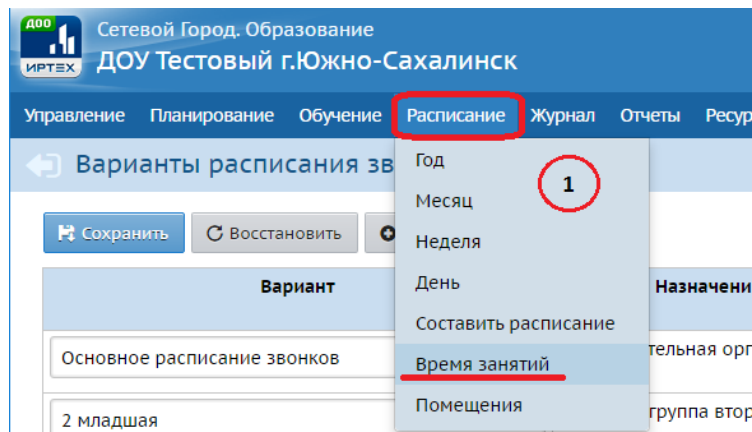 ДОО
ИРТЕХ
Сетевой Город. Образование
ДОУ Тестовый г.Южно-Сахалинск
Управление Планирование Обучение Расписание Журнал Отчеты Ресур
Варианты расписания зв
Год
Месяц
Неделя
День
Составить расписание
Время занятий
Помещения
1
Сохранить Восстановить
Вариант Назначени
Основное расписание звонков тельная орг
2 младшая группа втор